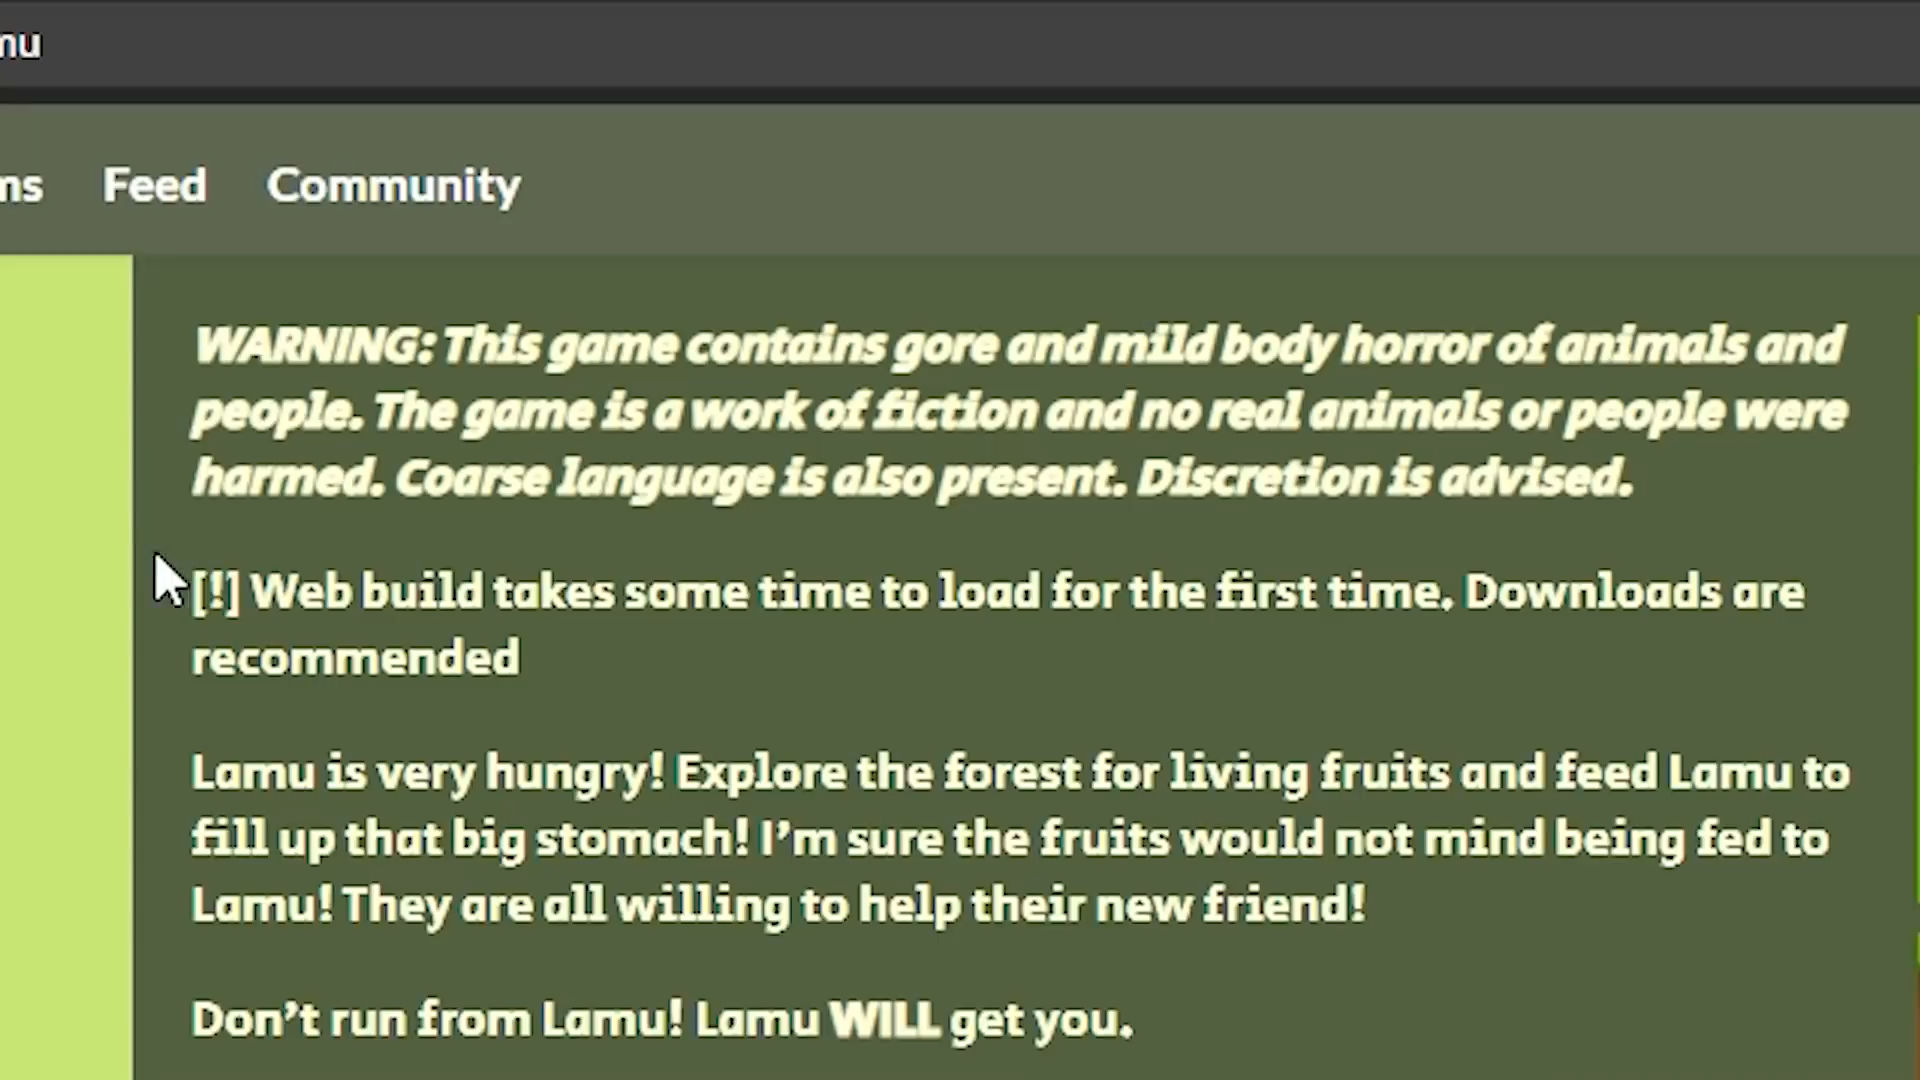 Feed Community
WARNING: This game contains gore and mild body horror of animals and
people. The game is a work of fiction and no real animals or people were
harmed. Coarse language is also present. Discretion is advised.
[!] Web build takes some time to load for the first time. Downloads are
recommended
Lamu is very hungry! Explore the forest for living fruits and feed Lamu to
fill up that big stomach! I’m sure the fruits would not mind being fed to
Lamu! They are all willing to help their new friend!
Don’t run from Lamu! Lamu WILL get you.